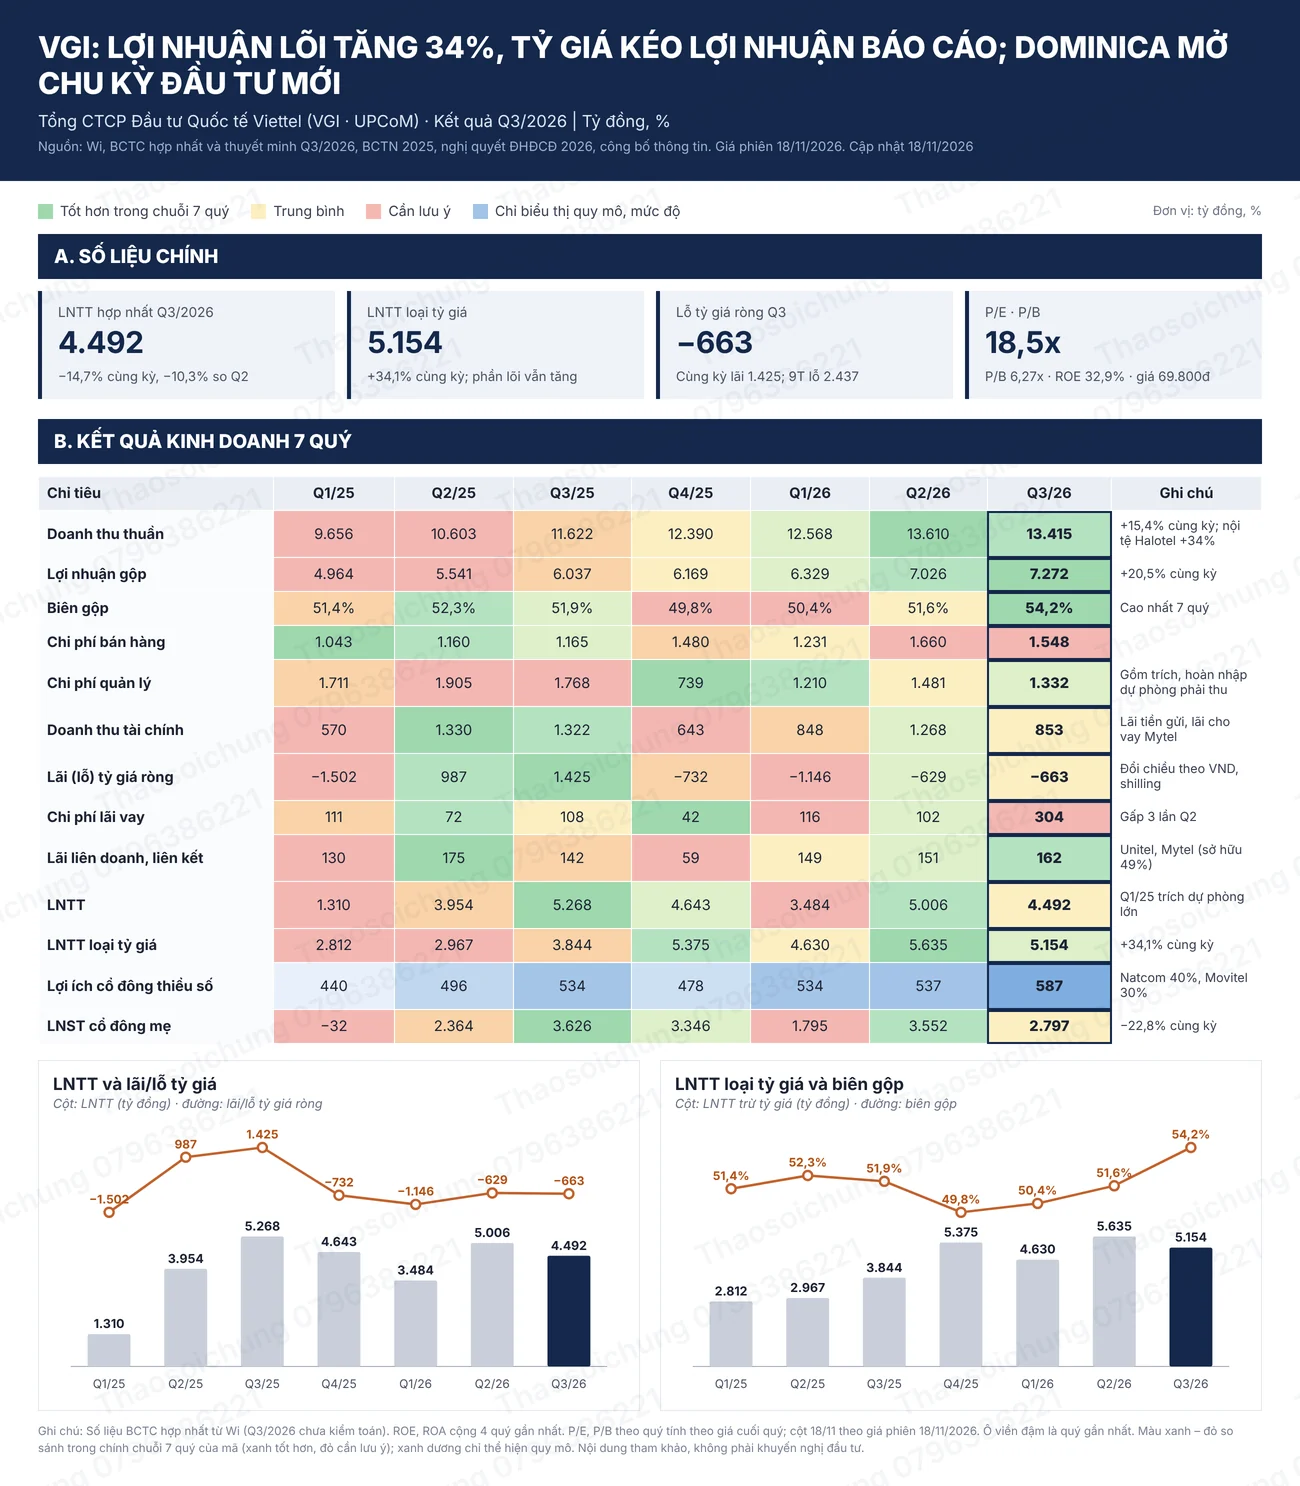 VGI: LỢI NHUẬN LÕI TĂNG 34%, TỶ GIÁ KÉO LỢI NHUẬN BÁO CÁO; DOMINICA MỞ
CHU KỲ ĐẦU TƯ MỚI
Tổng CTCP Đầu tư Quốc tế Viettel (VGI · UPCoM) · Kết quả Q3/2026 | Tỷ đồng, %
Nguồn: Wi, BCTC hợp nhất và thuyết minh Q3/2026, BCTN 2025, nghị quyết ĐHĐCĐ 2026, công bố thông tin. Giá phiên 18/11/2026. Cập nhật 18/11/2026
Tốt hơn trong chuỗi 7 quý Trung bình Cần lưu ý Chỉ biểu thị quy mô, mức độ Đơn vị: tỷ đồng, %
A. SỐ LIỆU CHÍNH
LNTT hợp nhất Q3/2026
4.492
−14,7% cùng kỳ, −10,3% so Q2
LNTT loại tỷ giá
5.154
+34,1% cùng kỳ; phần lõi vẫn tăng
Lỗ tỷ giá ròng Q3
−663
Cùng kỳ lãi 1.425; 9T lỗ 2.437
P/E · P/B
18,5x
P/B 6,27x · ROE 32,9% · giá 69.800đ
B. KẾT QUẢ KINH DOANH 7 QUÝ
Chỉ tiêu Q1/25 Q2/25 Q3/25 Q4/25 Q1/26 Q2/26 Q3/26 Ghi chú
Doanh thu thuần 9.656 10.603 11.622 12.390 12.568 13.610 13.415 +15,4% cùng kỳ; nội
tệ Halotel +34%
Lợi nhuận gộp 4.964 5.541 6.037 6.169 6.329 7.026 7.272 +20,5% cùng kỳ
Biên gộp 51,4% 52,3% 51,9% 49,8% 50,4% 51,6% 54,2% Cao nhất 7 quý
Chi phí bán hàng 1.043 1.160 1.165 1.480 1.231 1.660 1.548
Chi phí quản lý 1.711 1.905 1.768 739 1.210 1.481 1.332 Gồm trích, hoàn nhập
dự phòng phải thu
Doanh thu tài chính 570 1.330 1.322 643 848 1.268 853 Lãi tiền gửi, lãi cho
vay Mytel
Lãi (lỗ) tỷ giá ròng −1.502 987 1.425 −732 −1.146 −629 −663 Đổi chiều theo VND,
shilling
Chi phí lãi vay 111 72 108 42 116 102 304 Gấp 3 lần Q2
Lãi liên doanh, liên kết 130 175 142 59 149 151 162 Unitel, Mytel (sở hữu
49%)
LNTT 1.310 3.954 5.268 4.643 3.484 5.006 4.492 Q1/25 trích dự phòng
lớn
LNTT loại tỷ giá 2.812 2.967 3.844 5.375 4.630 5.635 5.154 +34,1% cùng kỳ
Lợi ích cổ đông thiểu số 440 496 534 478 534 537 587 Natcom 40%, Movitel
30%
LNST cổ đông mẹ −32 2.364 3.626 3.346 1.795 3.552 2.797 −22,8% cùng kỳ
LNTT và lãi/lỗ tỷ giá
Cột: LNTT (tỷ đồng) · đường: lãi/lỗ tỷ giá ròng
−1.502 987 1.425 −732 −1.146 −629 −663
1.310 3.954 5.268 4.643 3.484 5.006 4.492
Q1/25 Q2/25 Q3/25 Q4/25 Q1/26 Q2/26 Q3/26
LNTT loại tỷ giá và biên gộp
Cột: LNTT trừ tỷ giá (tỷ đồng) · đường: biên gộp
51,4% 52,3% 51,9% 49,8% 50,4% 51,6% 54,2%
2.812 2.967 3.844 5.375 4.630 5.635 5.154
Q1/25 Q2/25 Q3/25 Q4/25 Q1/26 Q2/26 Q3/26
Ghi chú: Số liệu BCTC hợp nhất từ Wi (Q3/2026 chưa kiểm toán). ROE, ROA cộng 4 quý gần nhất. P/E, P/B theo quý tính theo giá cuối quý; cột 18/11 theo giá phiên 18/11/2026. Ô viền đậm là quý gần nhất. Màu xanh – đỏ so
sánh trong chính chuỗi 7 quý của mã (xanh tốt hơn, đỏ cần lưu ý); xanh dương chỉ thể hiện quy mô. Nội dung tham khảo, không phải khuyến nghị đầu tư.
Thaosoichung 0796386221